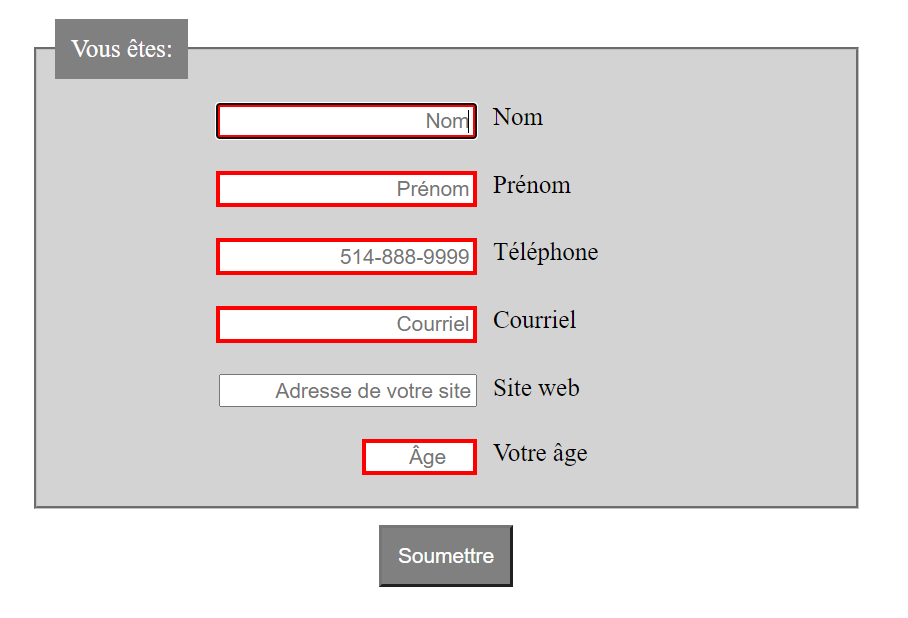 Vous êtes:
Nom Nom
Prénom Prénom
514-888-9999 Téléphone
Courriel Courriel
Adresse de votre site Site web
Âge Votre âge
Soumettre